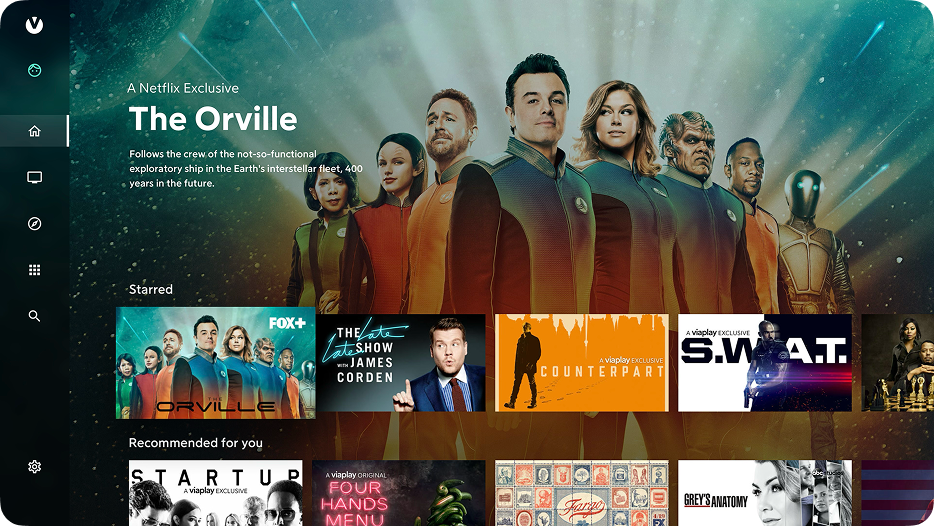 A Netflix Exclusive
The Orville
Follows the crew of the not-so-functional
exploratory ship in the Earth's interstellar fleet, 400
years in the future.
Starred
FOX+
THE
ORVILLE
THE Late
Late SHOW
WITH JAMES
CORDEN
A viaplay EXCLUSIVE
COUNTERPART
A viaplay EXCLUSIVE
S.W.A.T.
Recommended for you
STARTUP
A viaplay EXCLUSIVE
A viaplay ORIGINAL
FOUR
HANDS
MENU
Fargo
GREY'S ANATOMY
abc studios